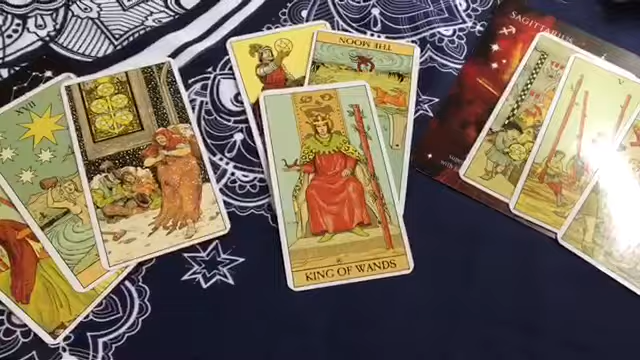 SAGITTARIUS
THE MOON
XVII
V
KING OF WANDS